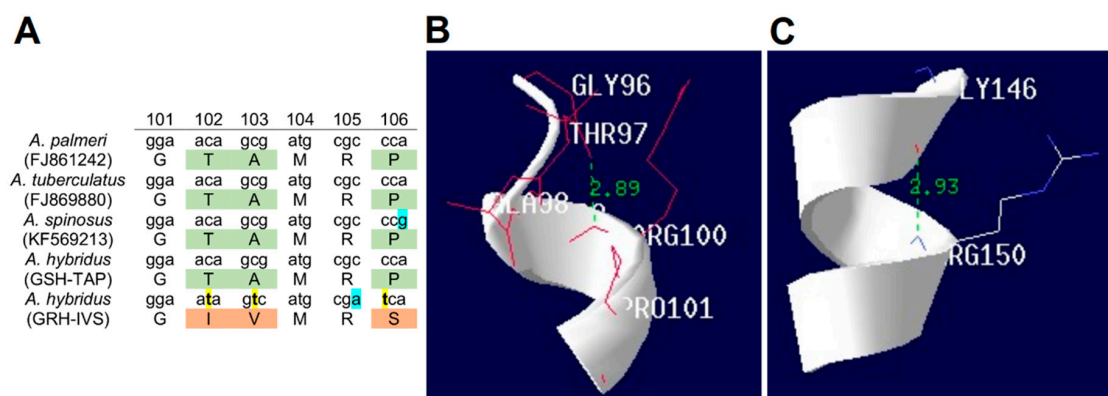 A
101 102 103 104 105 106
A. palmeri gga aca gcg atg cgc cca
(FJ861242) G T A M R P
A. tuberculatus gga aca gcg atg cgc cca
(FJ869880) G T A M R P
A. spinosus gga aca gcg atg cgc ccg
(KF569213) G T A M R P
A. hybridus gga aca gcg atg cgc cca
(GSH-TAP) G T A M R P
A. hybridus gga ata gtc atg cga tca
(GRH-IVS) G I V M R S
B
GLY96
THR97
2.89
ARG100
PRO101
C
LY146
2.93
RG150